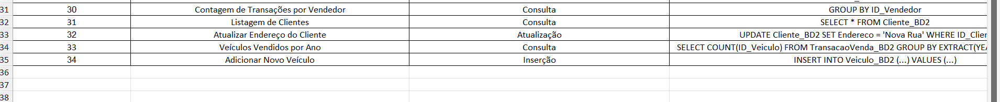 31 30 Contagem de Transações por Vendedor Consulta GROUP BY ID_Vendedor
32 31 Listagem de Clientes Consulta SELECT * FROM Cliente_BD2
33 32 Atualizar Endereço do Cliente Atualização UPDATE Cliente_BD2 SET Endereco = 'Nova Rua' WHERE
34 33 Veículos Vendidos por Ano Consulta SELECT COUNT(ID_Veiculo) FROM TransacaoVenda_BD2 GROUP BY
35 34 Adicionar Novo Veículo Inserção INSERT INTO Veiculo_BD2 (...) VALUES (...)
36
37
38